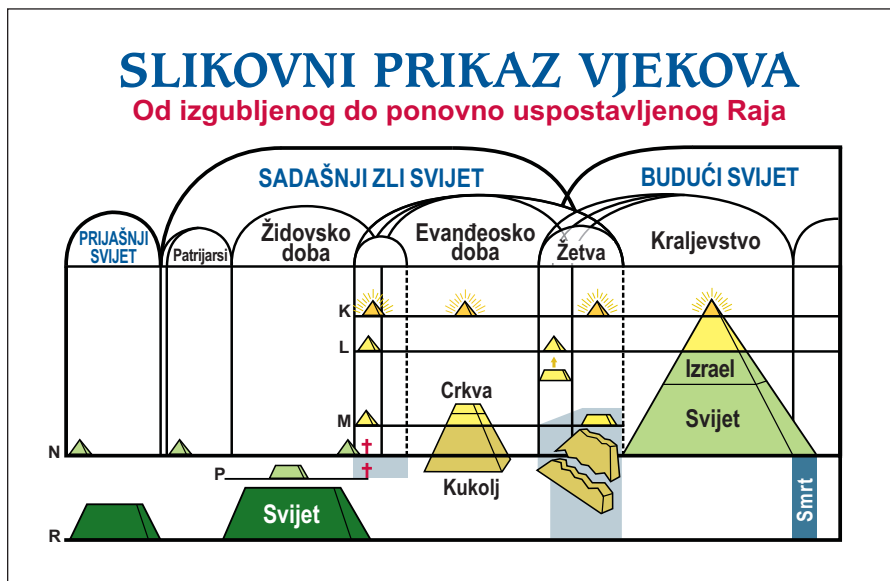 SLIKOVNI PRIKAZ VJEKOVA
Od izgubljenog do ponovno uspostavljenog Raja
SADAŠNJI ZLI SVIJET
BUDUĆI SVIJET
PRIJAŠNJI
SVIJET
Patrijarsi
Židovsko
doba
Evanđeosko
doba
Žetva
Kraljevstvo
K
L
M
N
P
R
Crkva
Kukolj
Izrael
Svijet
Svijet
Smrt